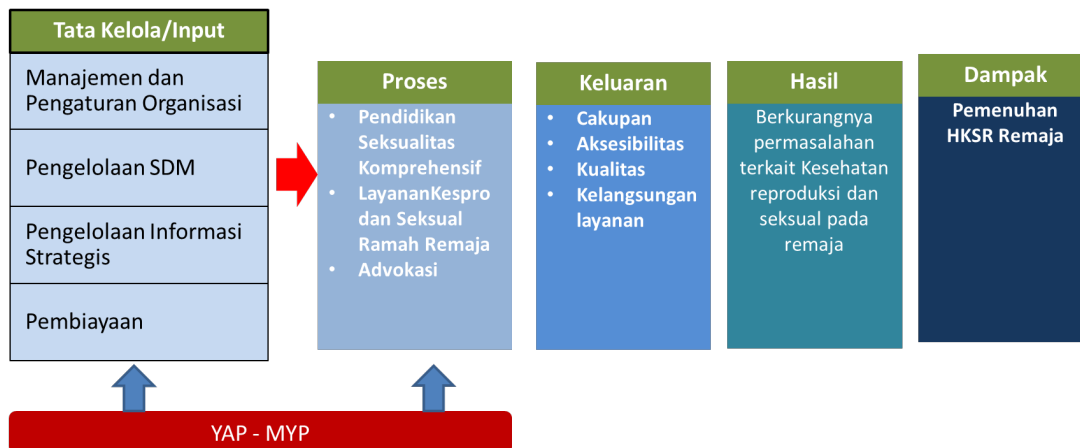 Tata Kelola/Input
Manajemen dan
Pengaturan Organisasi
Pengelolaan SDM
Pengelolaan Informasi
Strategis
Pembiayaan
Proses
• Pendidikan
Seksualitas
Komprehensif
• LayananKespro
dan Seksual
Ramah Remaja
• Advokasi
Keluaran
• Cakupan
• Aksesibilitas
• Kualitas
• Kelangsungan
layanan
Hasil
Berkurangnya
permasalahan
terkait Kesehatan
reproduksi dan
seksual pada
remaja
Dampak
Pemenuhan
HKSR Remaja
YAP - MYP